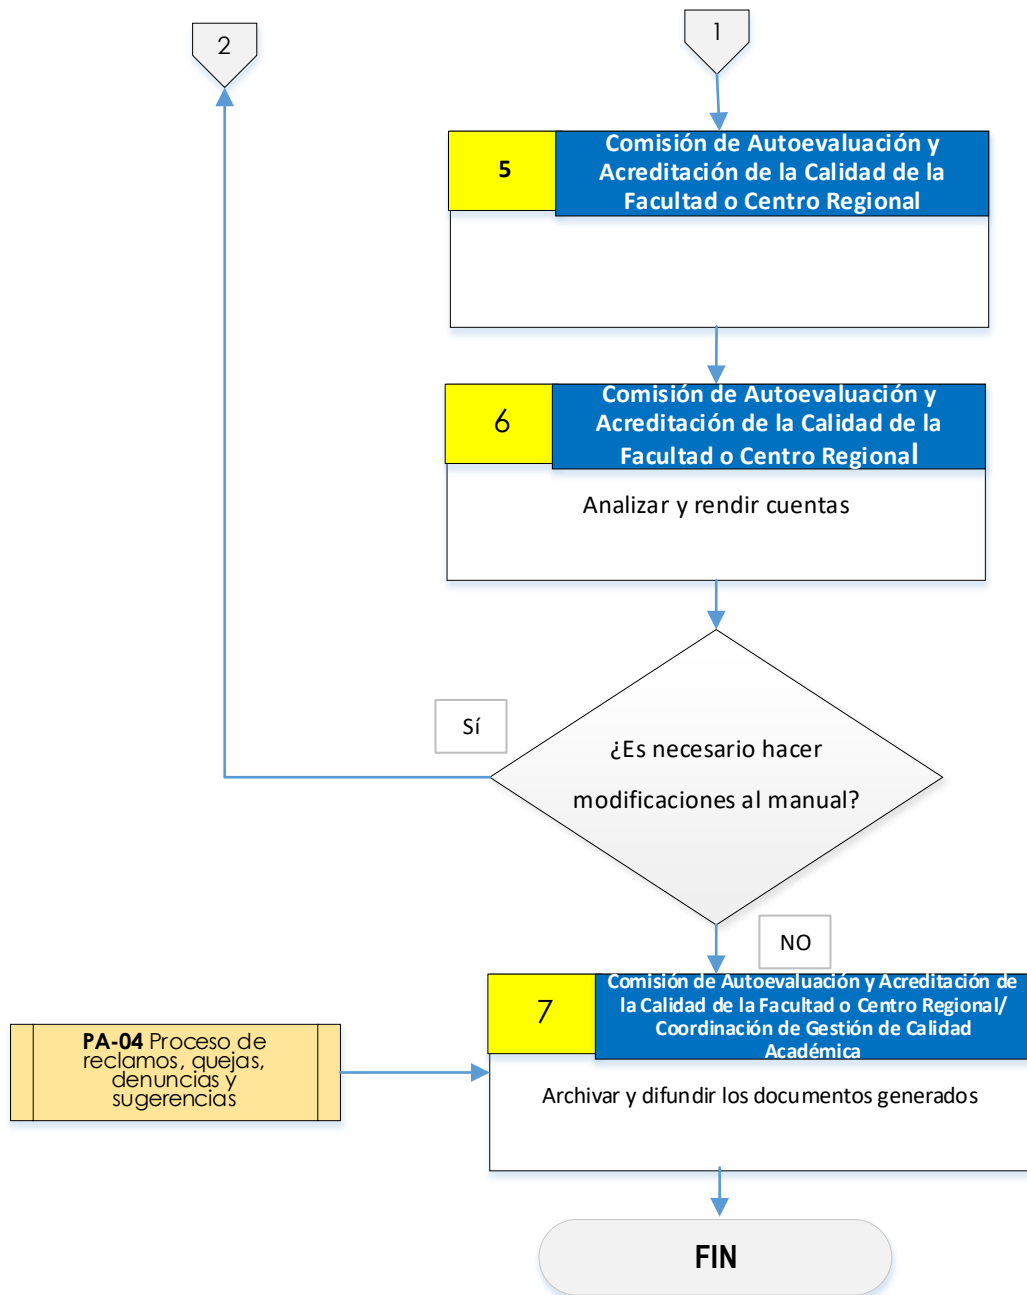 2
1
5
Comisión de Autoevaluación y
Acreditación de la Calidad de la
Facultad o Centro Regional
6
Comisión de Autoevaluación y
Acreditación de la Calidad de la
Facultad o Centro Regional
Analizar y rendir cuentas
Sí
¿Es necesario hacer
modificaciones al manual?
NO
7
Comisión de Autoevaluación y Acreditación de
la Calidad de la Facultad o Centro Regional/
Coordinación de Gestión de Calidad
Académica
PA-04 Proceso de
reclamos, quejas,
denuncias y
sugerencias
Archivar y difundir los documentos generados
FIN